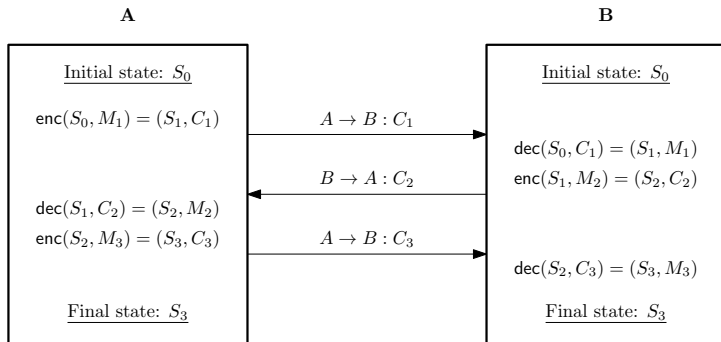 A
B
Initial state: S₀
Initial state: S₀
enc(S₀, M₁) = (S₁, C₁)
A → B : C₁
dec(S₀, C₁) = (S₁, M₁)
B → A : C₂
enc(S₁, M₂) = (S₂, C₂)
dec(S₁, C₂) = (S₂, M₂)
enc(S₂, M₃) = (S₃, C₃)
A → B : C₃
dec(S₂, C₃) = (S₃, M₃)
Final state: S₃
Final state: S₃